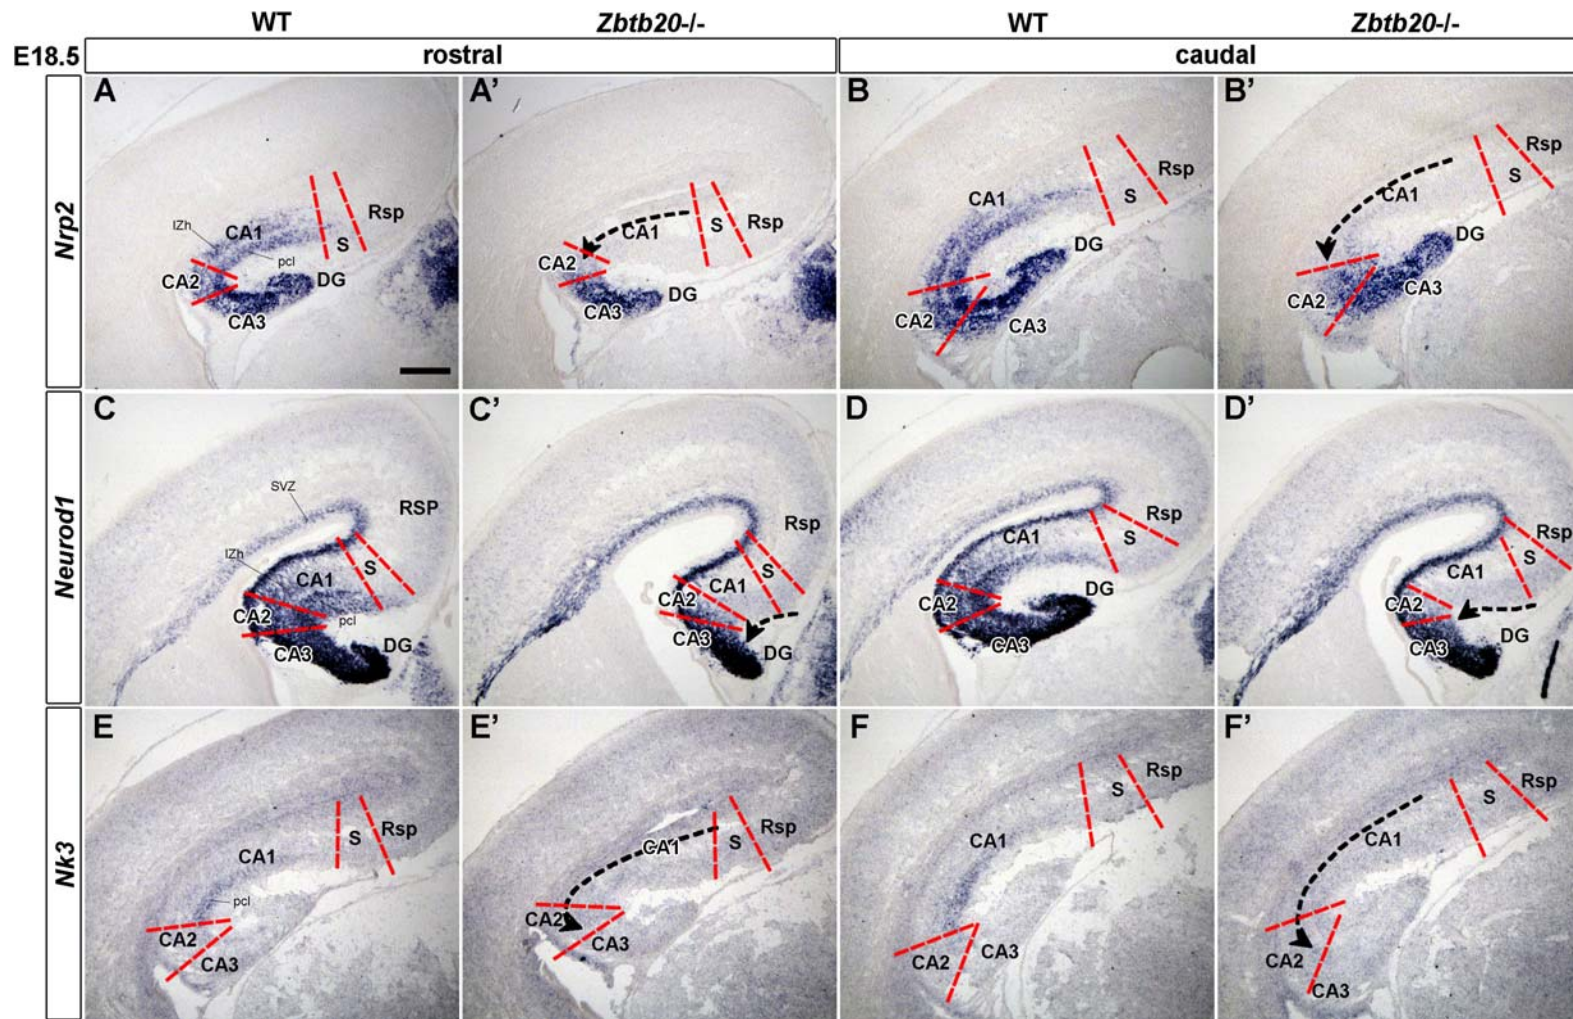 WT Zbtb20-/- WT Zbtb20-/-
E18.5 rostral caudal
Nrp2
A
IZh
CA1
pcl
CA2
CA3
DG
S
Rsp
A’
CA1
CA2
CA3
DG
S
Rsp
B
CA1
CA2
CA3
DG
S
Rsp
B’
CA1
CA2
CA3
DG
S
Rsp
Neurod1
C
SVZ
RSP
IZh
CA1
S
CA2
pcl
CA3
DG
C’
Rsp
S
CA1
CA2
CA3
DG
D
CA1
Rsp
S
DG
CA2
CA3
D’
Rsp
S
CA1
CA2
DG
CA3
Nk3
E
Rsp
S
CA1
pcl
CA2
CA3
E’
Rsp
S
CA1
CA2
CA3
F
Rsp
S
CA1
CA2
CA3
F’
Rsp
S
CA1
CA2
CA3